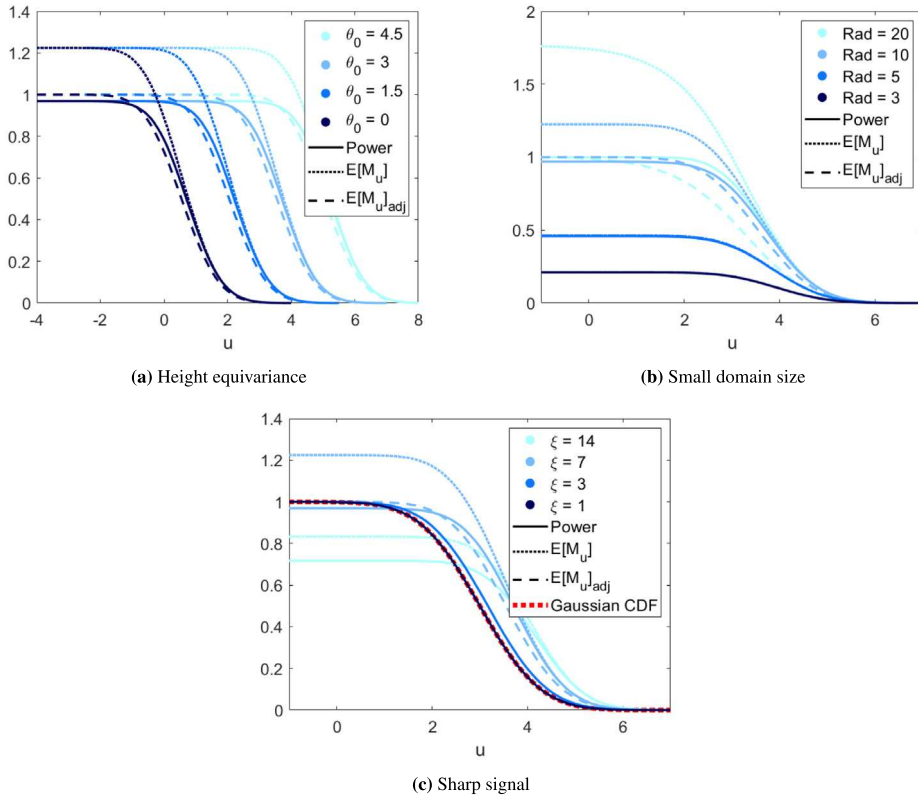 1.4
1.2
1
0.8
0.6
0.4
0.2
0
-4
-2
0
2
4
6
8
u
θ₀ = 4.5
θ₀ = 3
θ₀ = 1.5
θ₀ = 0
Power
E[Mᵤ]
E[Mᵤ]adj
(a) Height equivariance
2
1.5
1
0.5
0
0
2
4
6
u
Rad = 20
Rad = 10
Rad = 5
Rad = 3
Power
E[Mᵤ]
E[Mᵤ]adj
(b) Small domain size
1.4
1.2
1
0.8
0.6
0.4
0.2
0
0
2
4
6
u
ξ = 14
ξ = 7
ξ = 3
ξ = 1
Power
E[Mᵤ]
E[Mᵤ]adj
Gaussian CDF
(c) Sharp signal